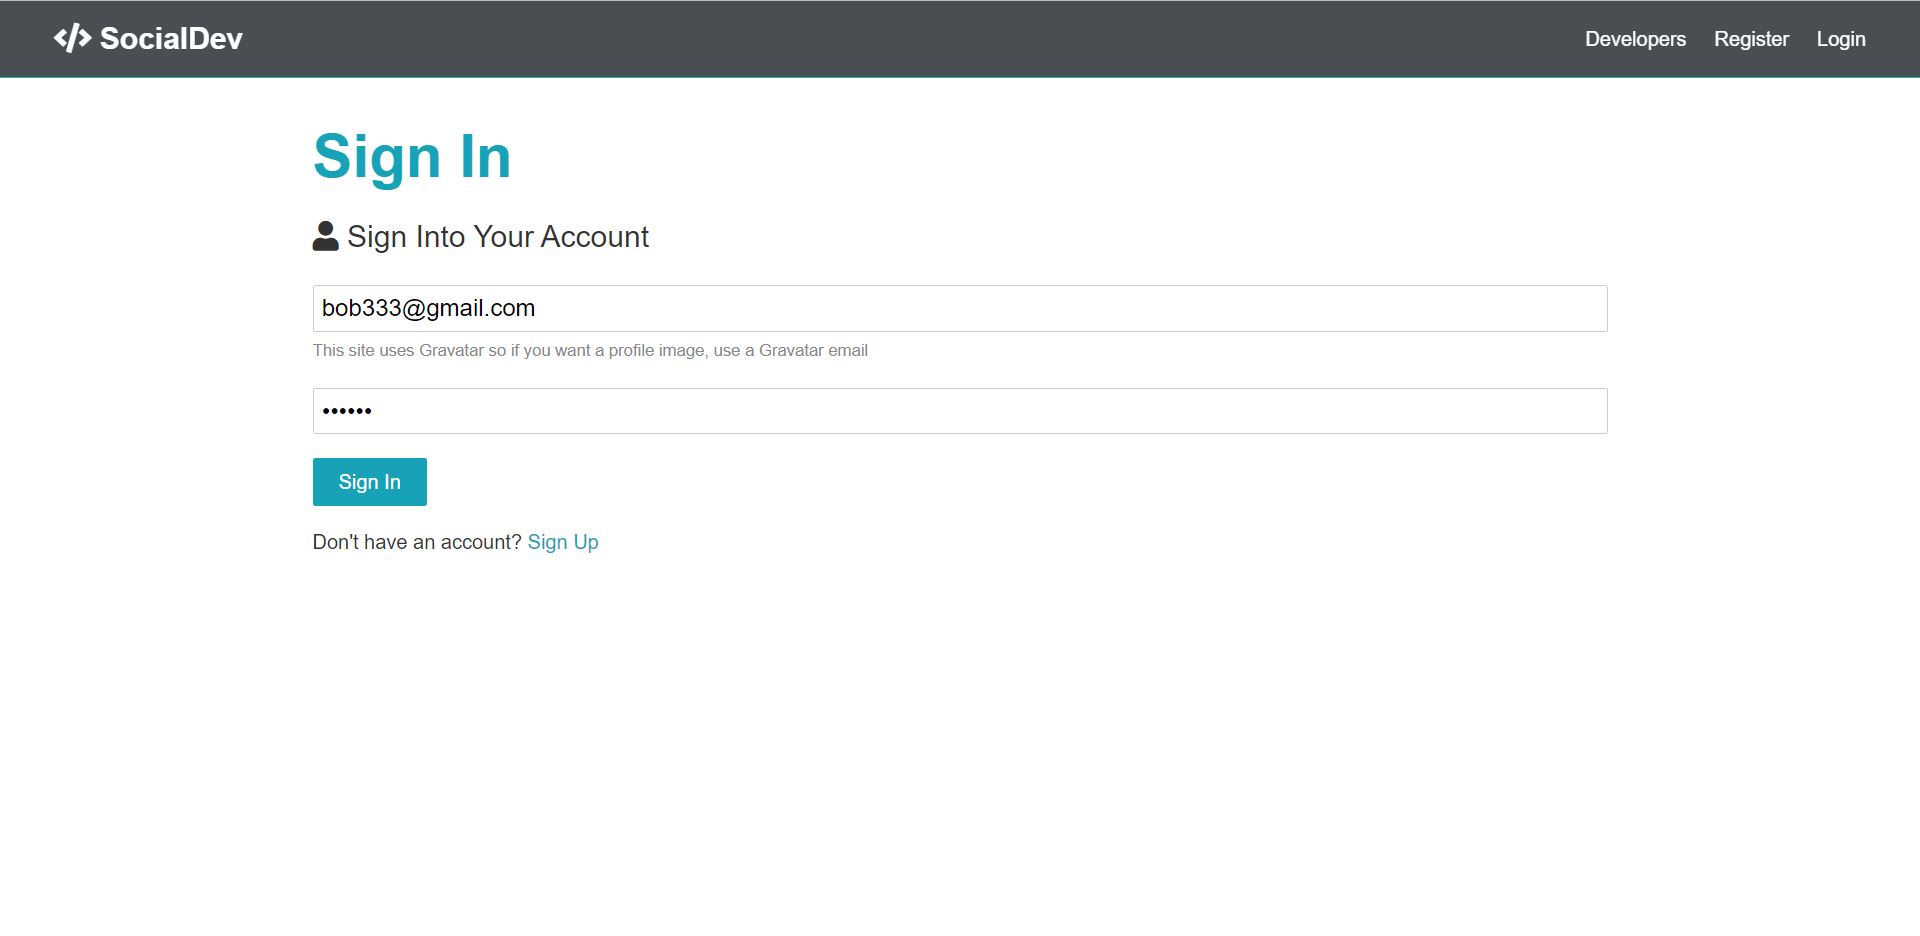 SocialDev
Developers Register Login
Sign In
Sign Into Your Account
bob333@gmail.com
This site uses Gravatar so if you want a profile image, use a Gravatar email
••••••
Sign In
Don't have an account? Sign Up